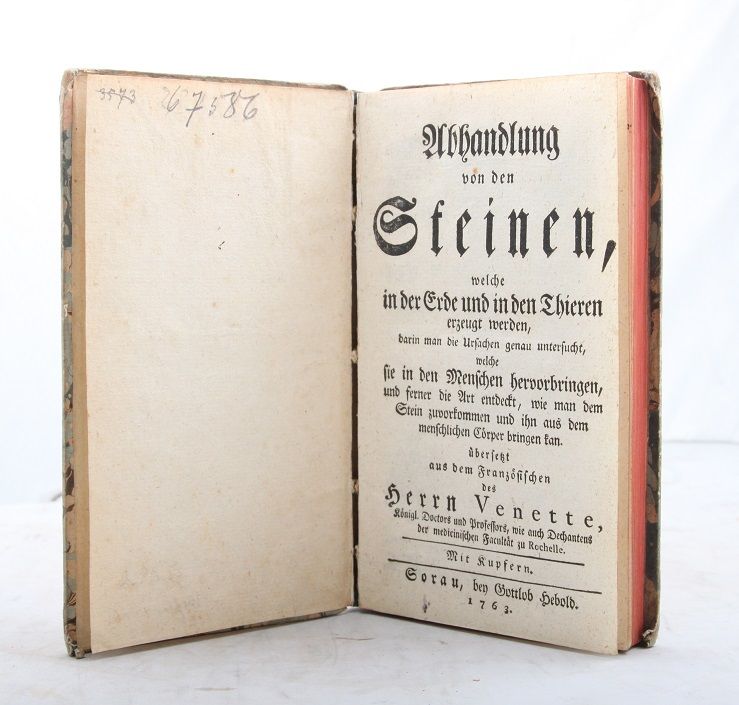 3573 67586
Abhandlung
von den
Steinen,
welche
in der Erde und in den Thieren
erzeugt werden,
darin man die Ursachen genau untersucht,
welche
sie in den Menschen hervorbringen,
und ferner die Art entdeckt, wie man dem
Stein zuvorkommen und ihn aus dem
menschlichen Cörper bringen kan.
übersetzt
aus dem Französischen
des
Herrn Venette,
Königl. Doctors und Professors, wie auch Dechantens
der medicinischen Facultät zu Rochelle.
Mit Kupfern.
Sorau, bey Gottlob Hebold.
1763.